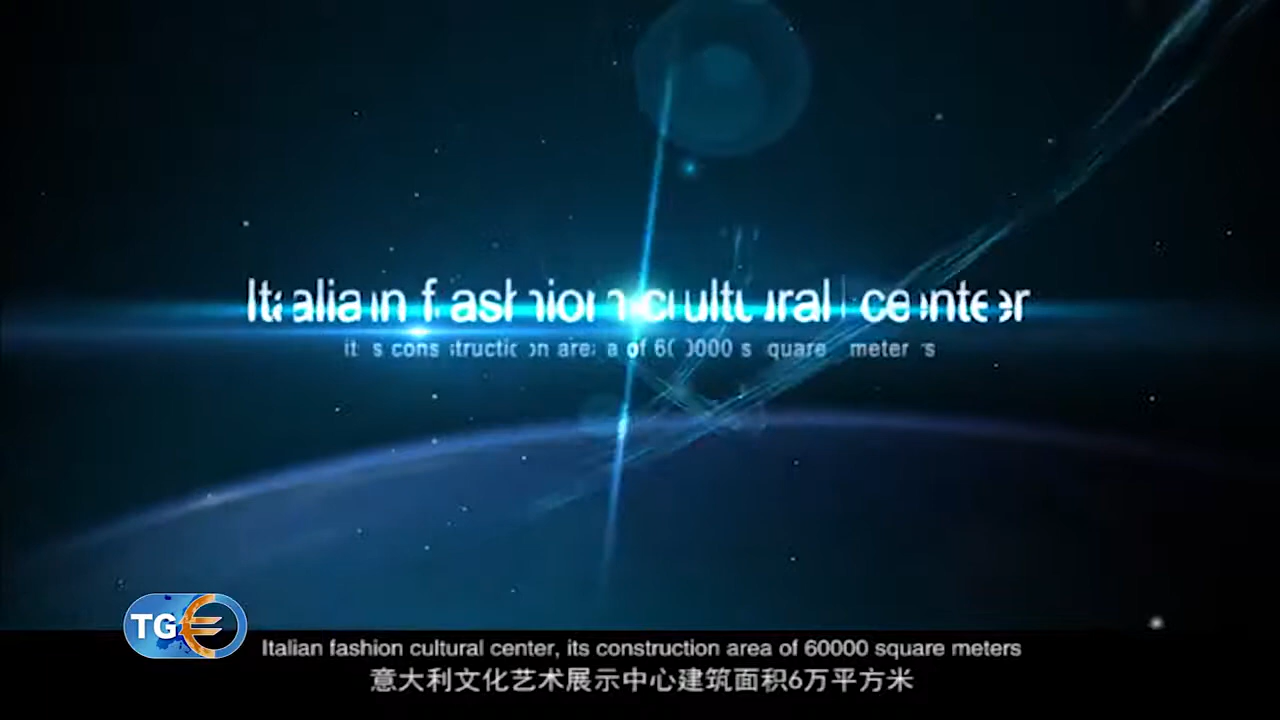 Italian fashion cultural center
it s construction area of 60000 square meters
TG€
Italian fashion cultural center, its construction area of 60000 square meters
意大利文化艺术展示中心建筑面积6万平方米